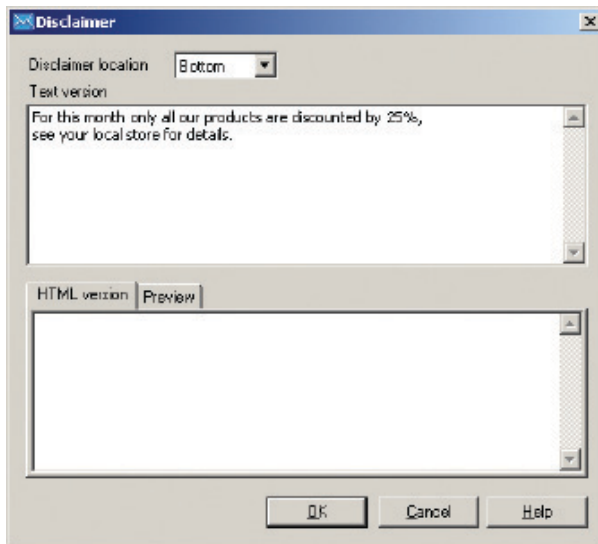 Disclaimer
Disclaimer location Bottom
Text version
For this month only all our products are discounted by 25%,
see your local store for details.
HTML version Preview
OK Cancel Help